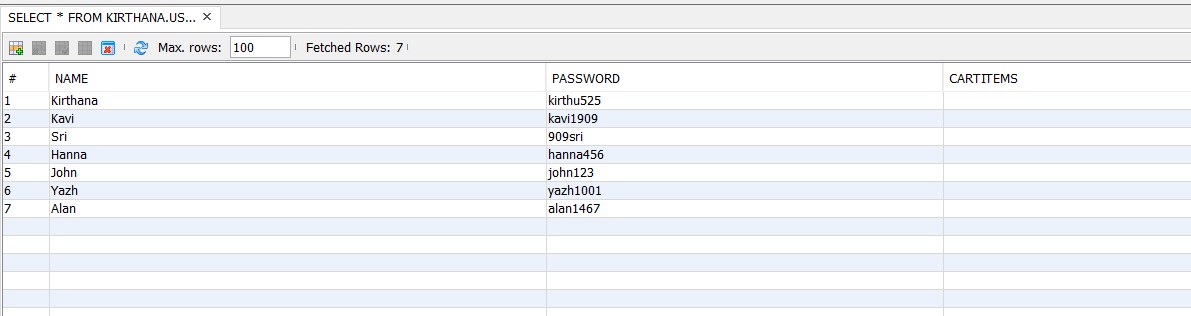 SELECT * FROM KIRTHANA.US... ×
Max. rows: 100 Fetched Rows: 7
# NAME PASSWORD CARTITEMS
1 Kirthana kirthu525
2 Kavi kavi1909
3 Sri 909sri
4 Hanna hanna456
5 John john123
6 Yazh yazh1001
7 Alan alan1467